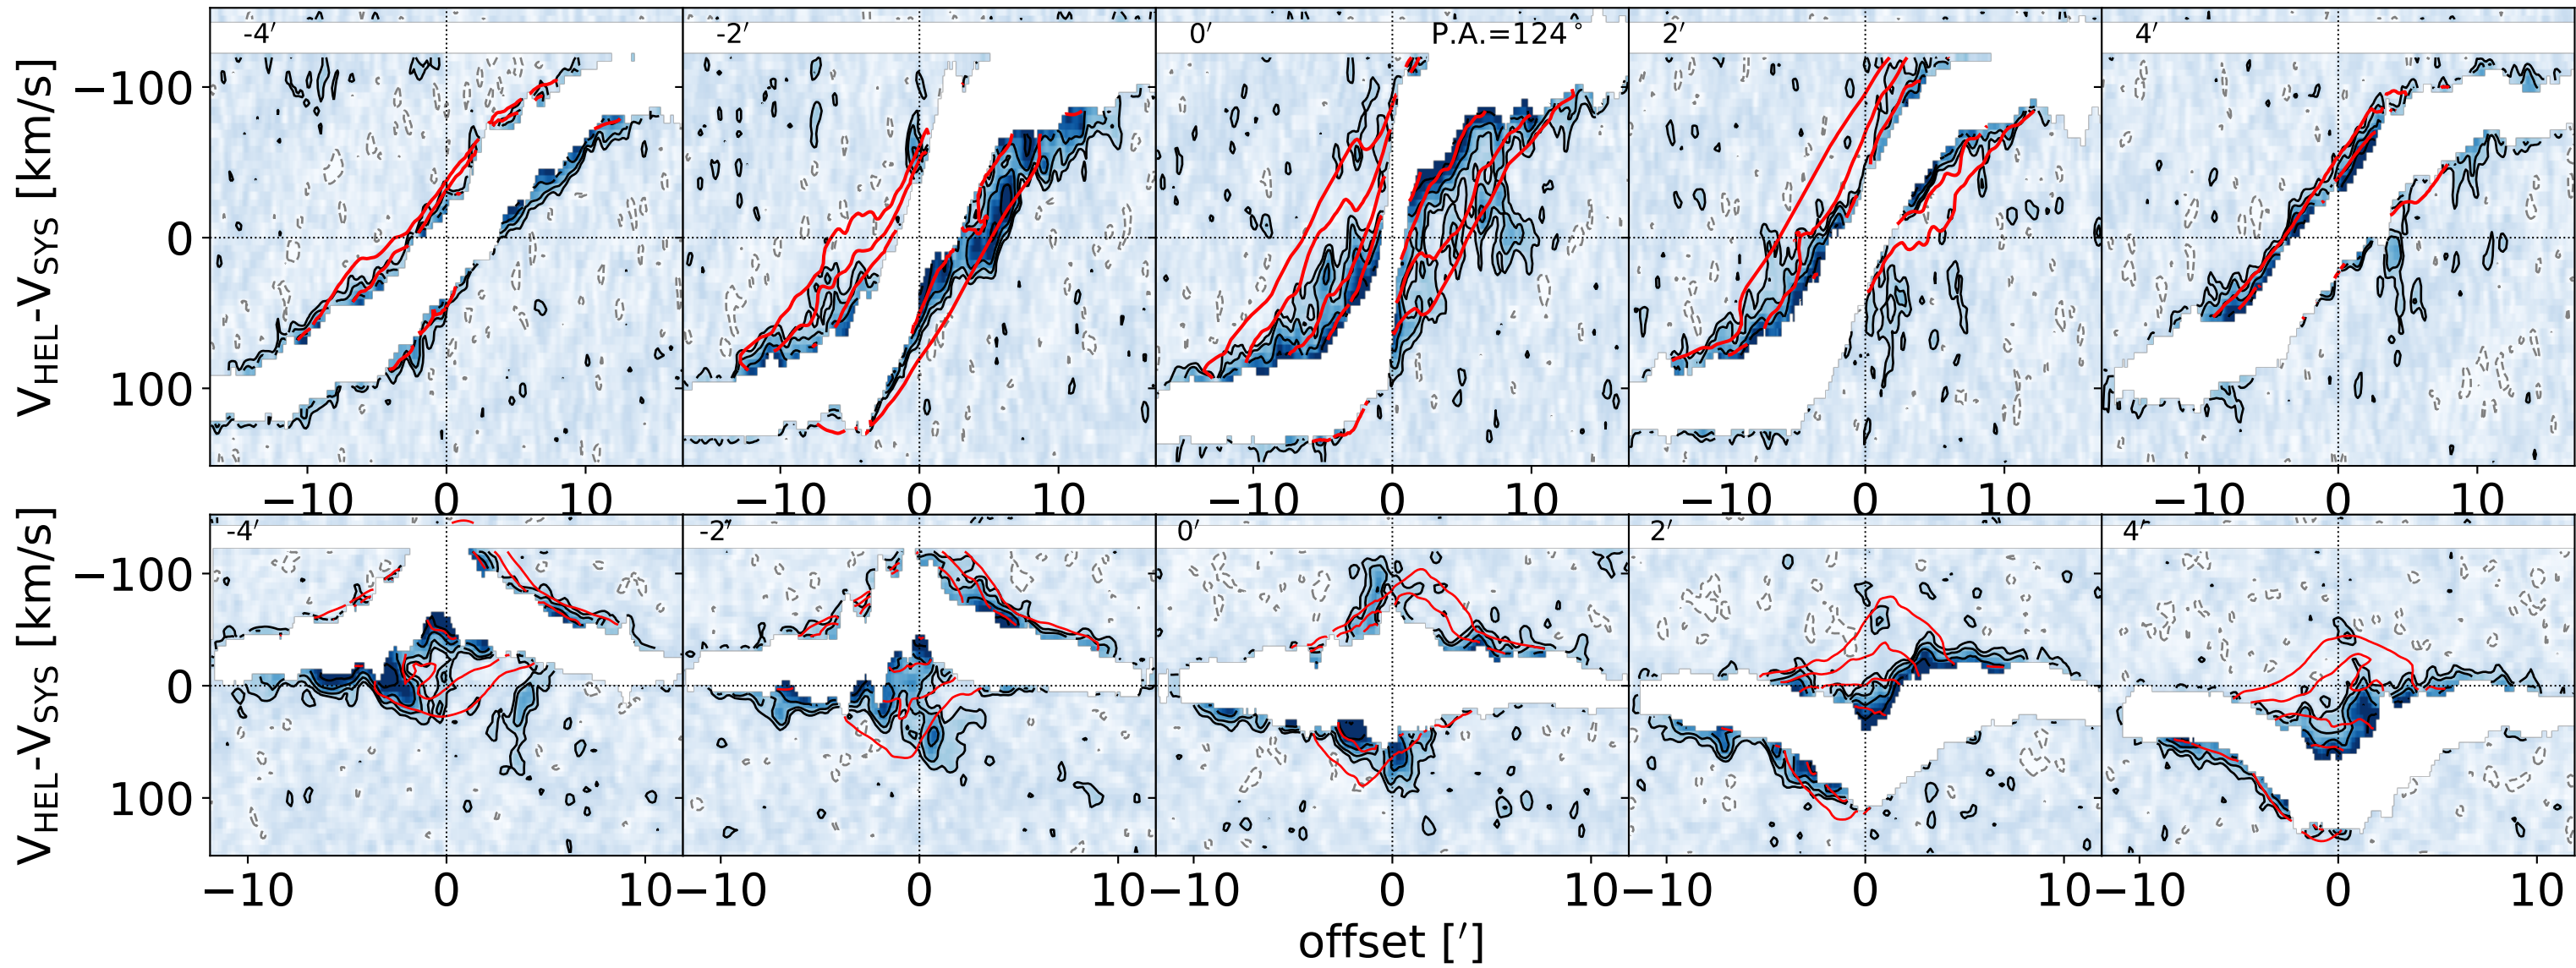 -4′ -2′ 0′ P.A.=124° 2′ 4′
V_HEL-V_SYS [km/s]
−100
0
100
−10 0 10 −10 0 10 −10 0 10 −10 0 10 −10 0 10
-4′ -2′ 0′ 2′ 4′
V_HEL-V_SYS [km/s]
−100
0
100
−10 0 10 −10 0 10 −10 0 10 −10 0 10 −10 0 10
offset [′]